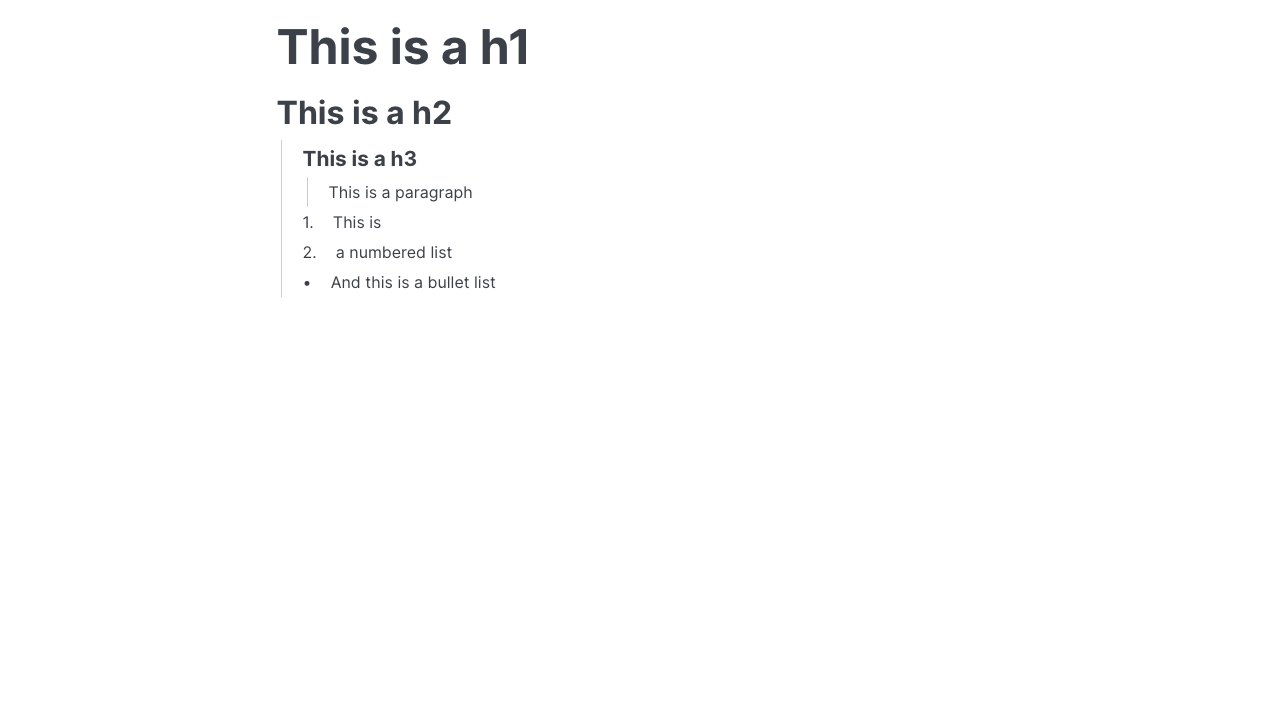 This is a h1
This is a h2
This is a h3
This is a paragraph
1. This is
2. a numbered list
• And this is a bullet list